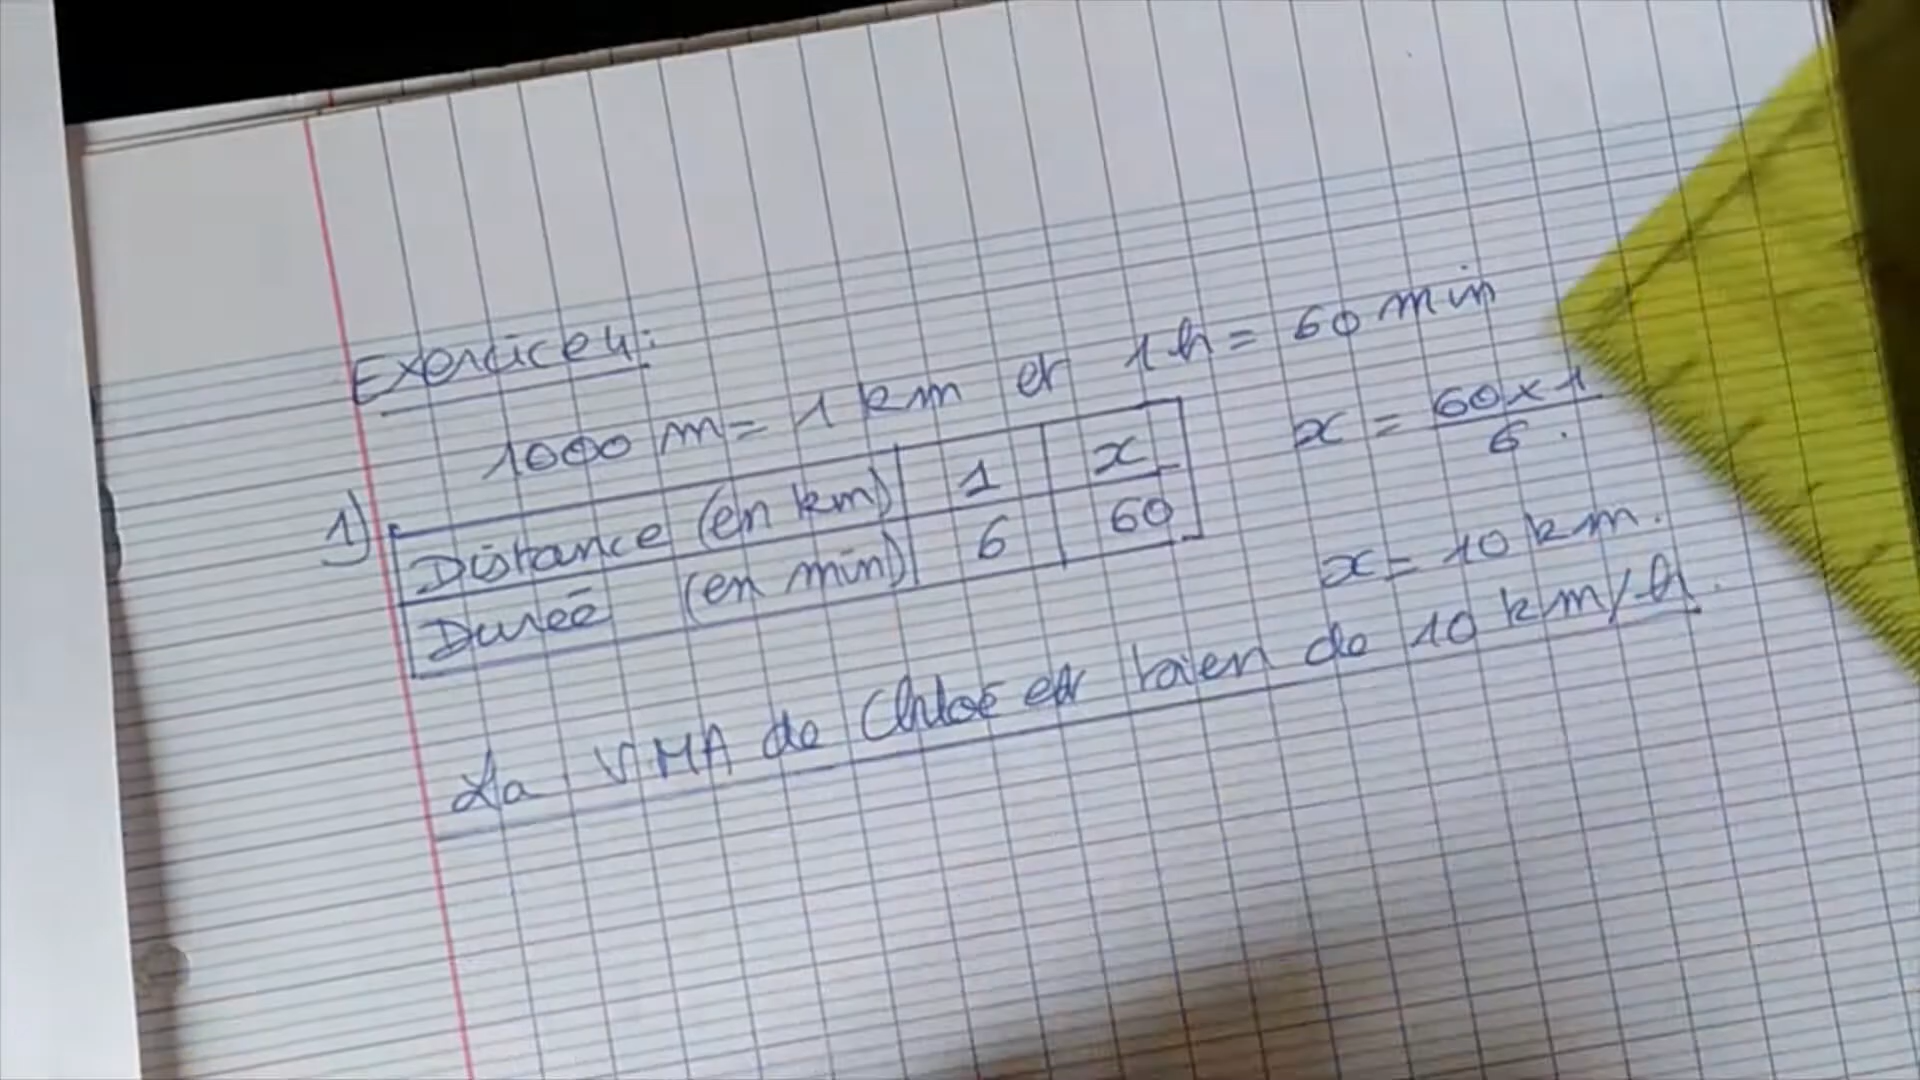 Exercice 4:
1000 m = 1 km et 1 h = 60 min
1) Distance (en km) 1 x
Durée (en min) 6 60
x = 60 x 1 / 6.
x = 10 km.
La VMA de Chloé est bien de 10 km/h.